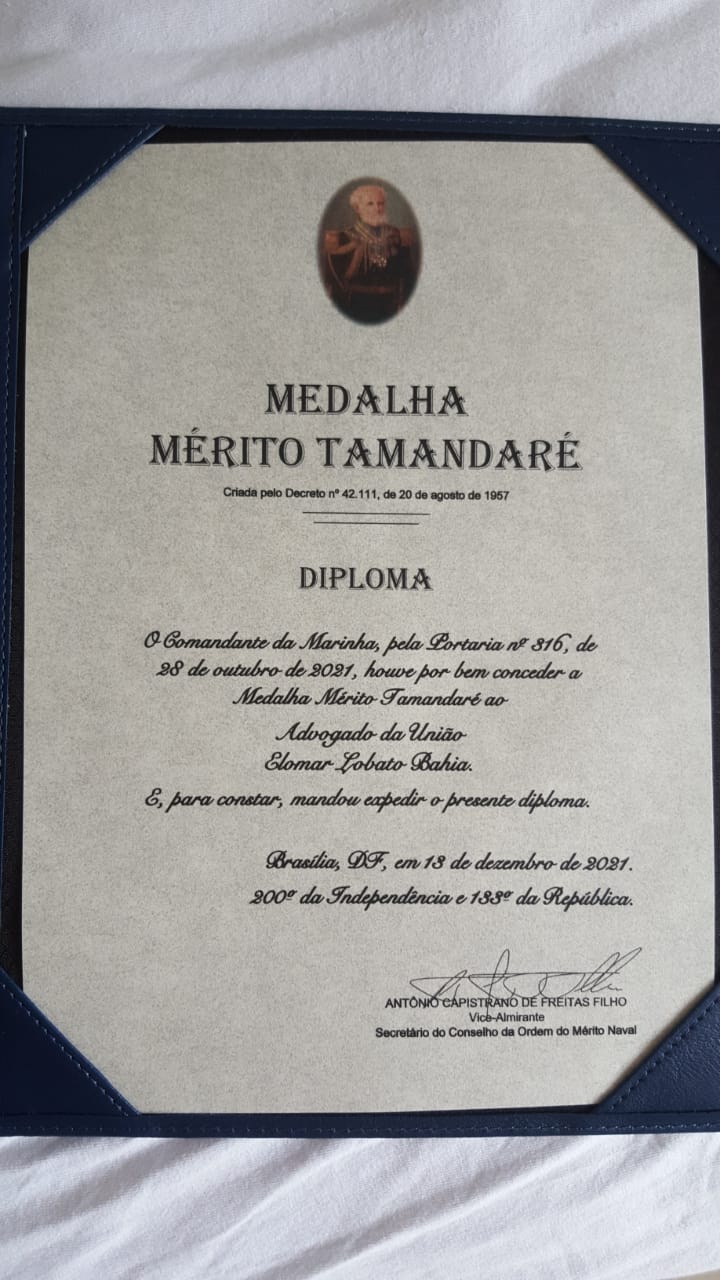 MEDALHA
MÉRITO TAMANDARÉ
Criada pelo Decreto nº 42.111, de 20 de agosto de 1957
DIPLOMA
O Comandante da Marinha, pela Portaria nº 316, de
28 de outubro de 2021, houve por bem conceder a
Medalha Mérito Tamandaré ao
Advogado da União
Elomar Lobato Bahia.
E, para constar, mandou expedir o presente diploma.
Brasília, DF, em 13 de dezembro de 2021.
200º da Independência e 133º da República.
ANTÔNIO CAPISTRANO DE FREITAS FILHO
Vice-Almirante
Secretário do Conselho da Ordem do Mérito Naval